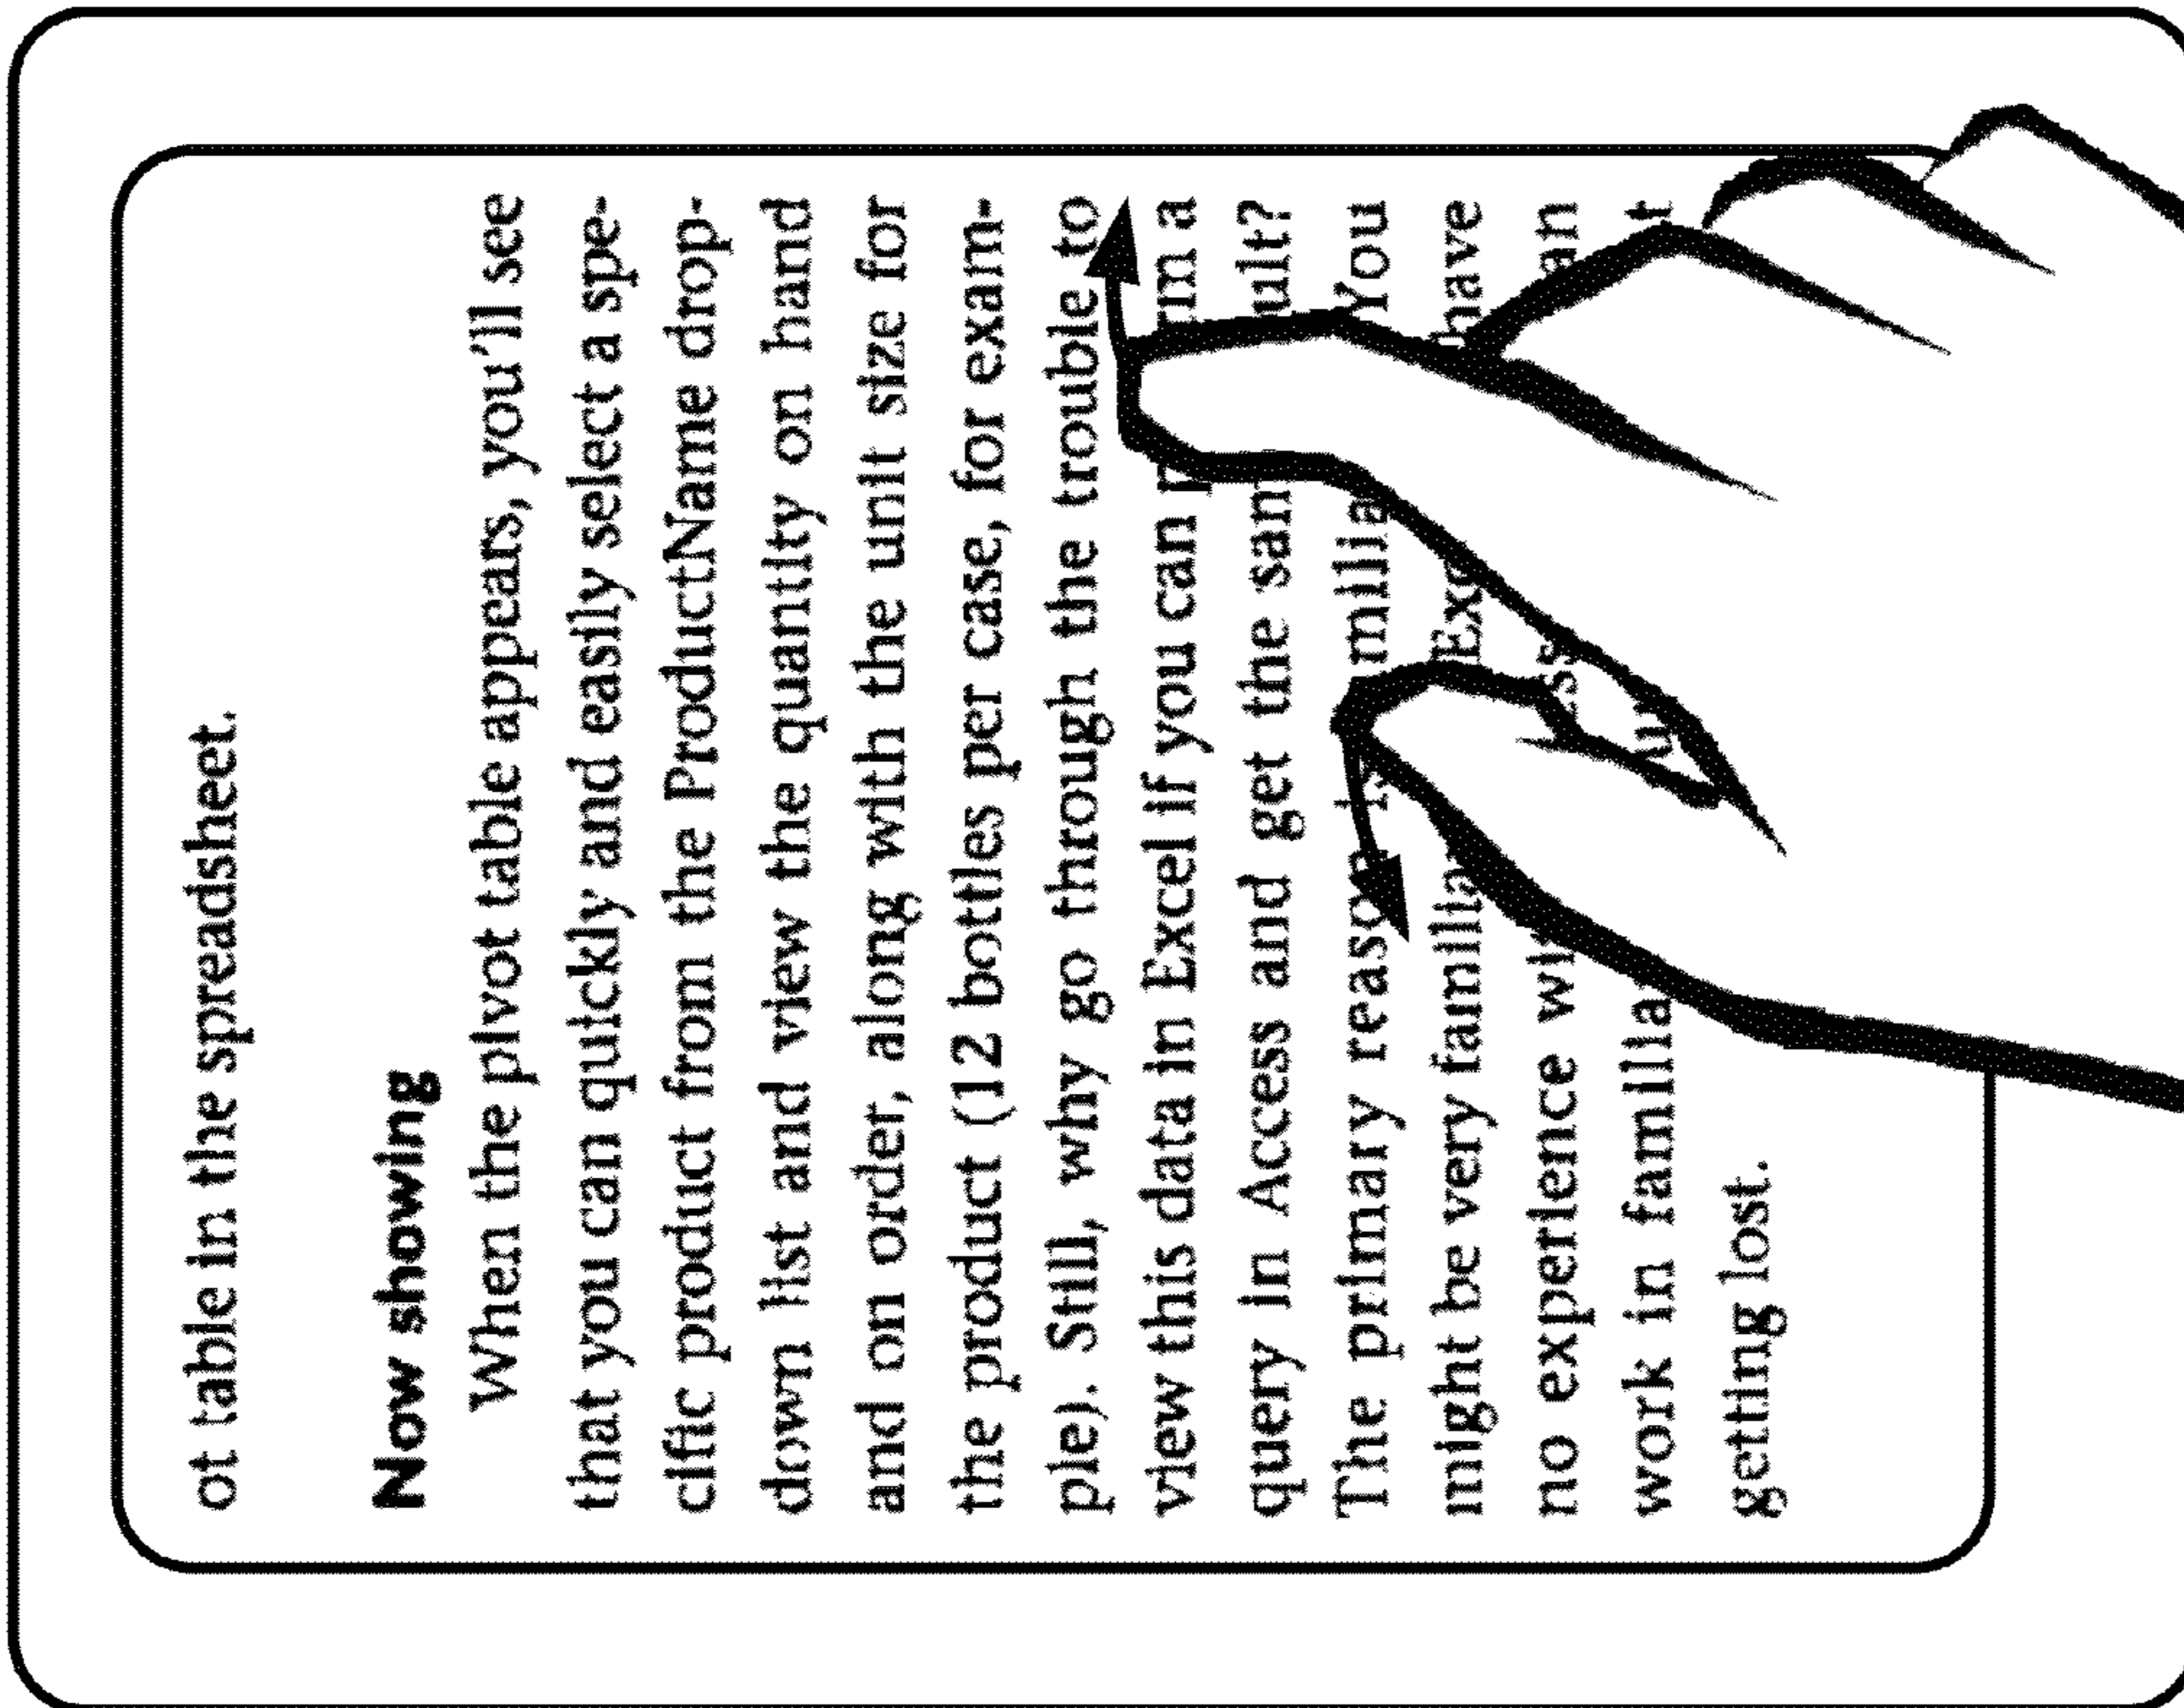 ot table in the spreadsheet.
Now showing
When the pivot table appears, you'll see
that you can quickly and easily select a spe-
cific product from the ProductName drop-
down list and view the quantity on hand
and on order, along with the unit size for
the product (12 bottles per case, for exam-
ple). Still, why go through the trouble to
view this data in Excel if you can
query in Access and get the
The primary reason You
might be very have
no experience
work in
getting lost.